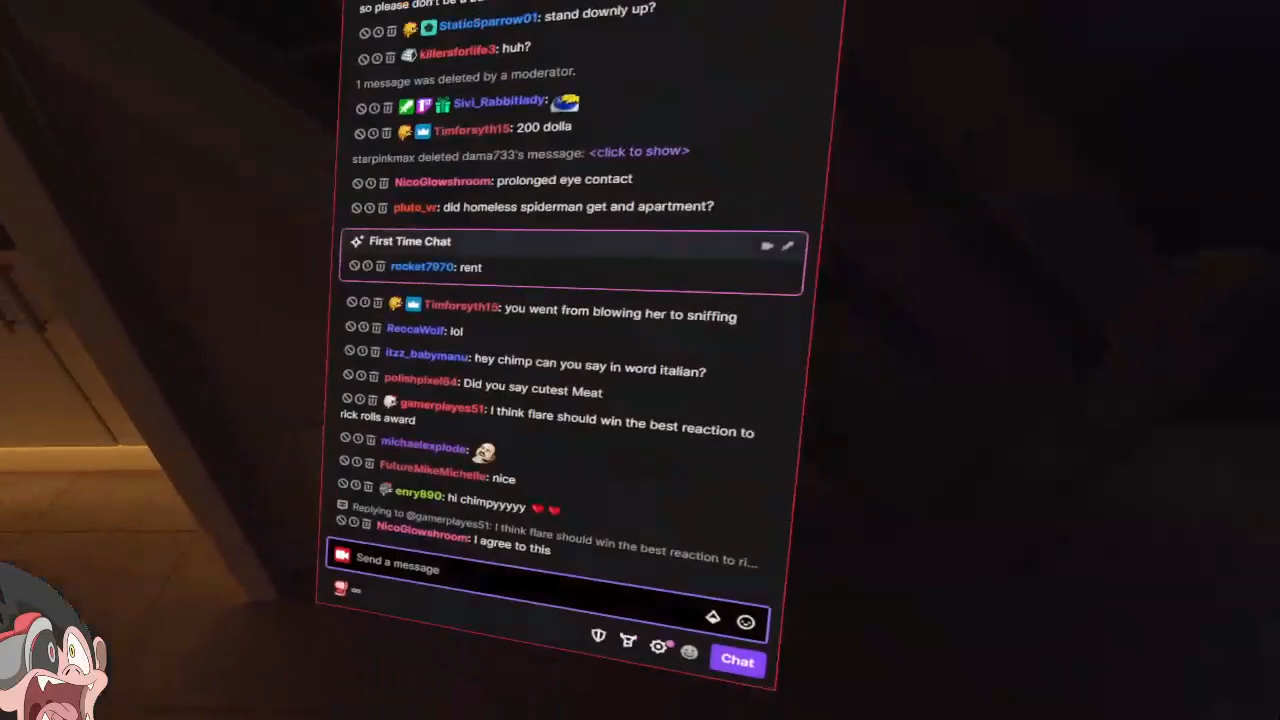 so please don't be a
StaticSparrow01: stand downly up?
killersforlife3: huh?
1 message was deleted by a moderator.
Sivi_Rabbitlady:
Timforsyth15: 200 dolla
starpinkmax deleted dama733's message: <click to show>
NicoGlowshroom: prolonged eye contact
pluto_vr: did homeless spiderman get and apartment?
First Time Chat
rocket7970: rent
Timforsyth15: you went from blowing her to sniffing
ReccaWolf: lol
itzz_babymanu: hey chimp can you say in word italian?
polishpixel64: Did you say cutest Meat
gamerplayes51: I think flare should win the best reaction to
rick rolls award
michaelexplode:
FutureMikeMichelle: nice
enry890: hi chimpyyyyy
Replying to @gamerplayes51: I think flare should win the best reaction to ri...
NicoGlowshroom: I agree to this
Send a message
Chat